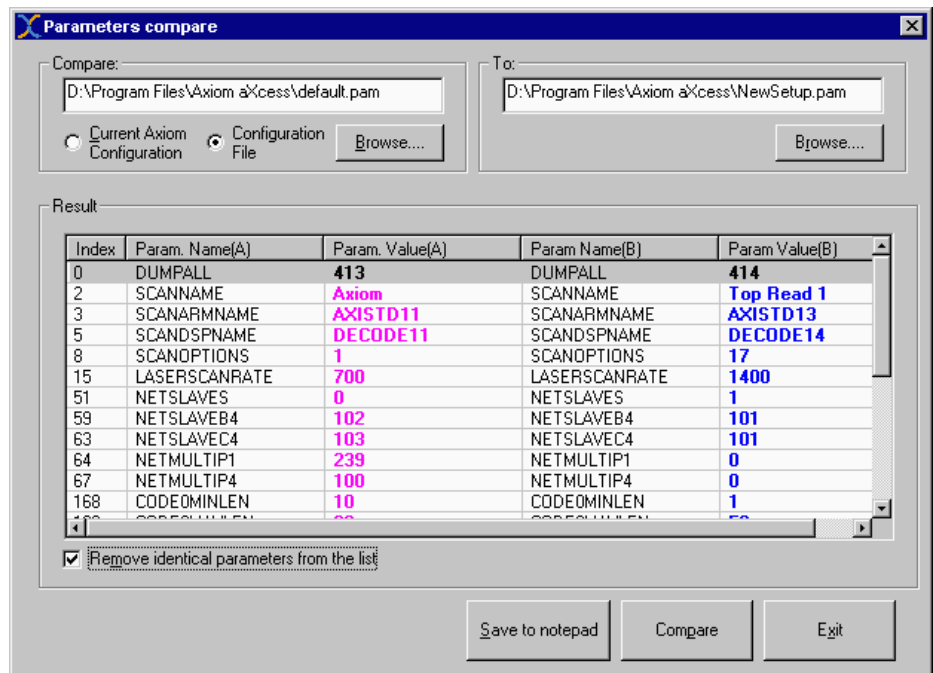 Parameters compare
Compare:
D:\Program Files\Axiom aXcess\default.pam
Current Axiom Configuration
Configuration File
Browse....
To:
D:\Program Files\Axiom aXcess\NewSetup.pam
Browse....
Result
Index Param. Name(A) Param. Value(A) Param Name(B) Param Value(B)
0 DUMPALL 413 DUMPALL 414
2 SCANNAME Axiom SCANNAME Top Read 1
3 SCANARMNAME AXISTD11 SCANARMNAME AXISTD13
5 SCANDSPNAME DECODE11 SCANDSPNAME DECODE14
8 SCANOPTIONS 1 SCANOPTIONS 17
15 LASERSCANRATE 700 LASERSCANRATE 1400
51 NETSLAVES 0 NETSLAVES 1
59 NETSLAVEB4 102 NETSLAVEB4 101
63 NETSLAVEC4 103 NETSLAVEC4 101
64 NETMULTIP1 239 NETMULTIP1 0
67 NETMULTIP4 100 NETMULTIP4 0
168 CODE0MINLEN 10 CODE0MINLEN 1
Remove identical parameters from the list
Save to notepad
Compare
Exit